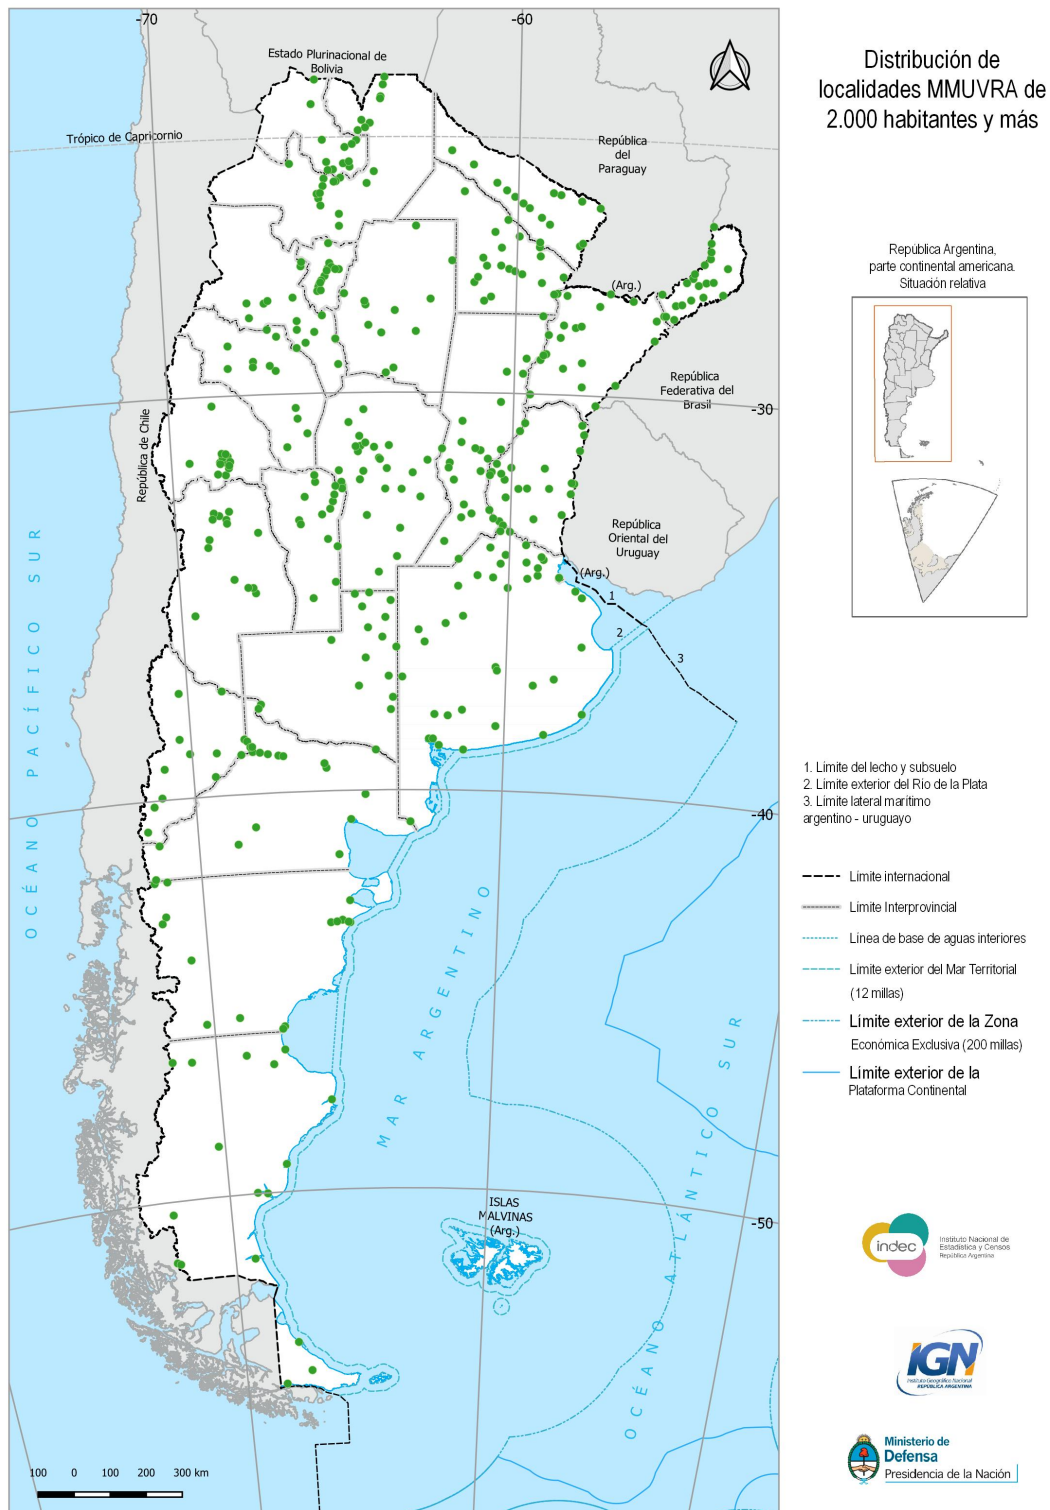 -70
-60
Estado Plurinacional de
Bolivia
Trópico de Capricornio
República
del
Paraguay
(Arg.)
República
Federativa del
Brasil
-30
República de Chile
República
Oriental del
Uruguay
(Arg.)
1
2
3
OCÉANO PACÍFICO SUR
-40
MAR ARGENTINO
OCÉANO ATLÁNTICO SUR
ISLAS
MALVINAS
(Arg.)
-50
100 0 100 200 300 km
Distribución de
localidades MMUVRA de
2.000 habitantes y más
República Argentina,
parte continental americana.
Situación relativa
1. Límite del lecho y subsuelo
2. Límite exterior del Río de la Plata
3. Límite lateral marítimo
argentino - uruguayo
Límite internacional
Límite Interprovincial
Línea de base de aguas interiores
Límite exterior del Mar Territorial
(12 millas)
Límite exterior de la Zona
Económica Exclusiva (200 millas)
Límite exterior de la
Plataforma Continental
indec
Instituto Nacional de
Estadística y Censos
República Argentina
IGN
Instituto Geográfico Nacional
REPÚBLICA ARGENTINA
Ministerio de
Defensa
Presidencia de la Nación